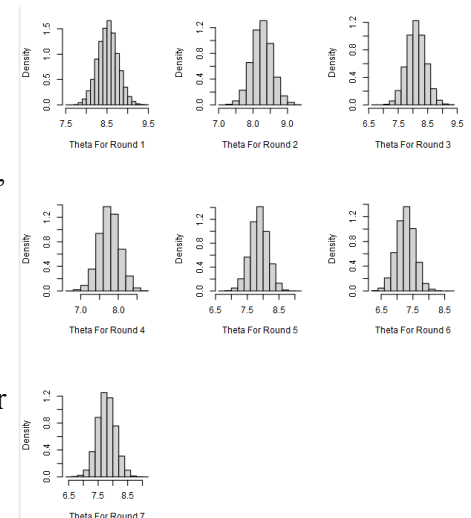 Density
0.0 0.5 1.0 1.5
7.5 8.5 9.5
Theta For Round 1
Density
0.0 0.4 0.8 1.2
7.0 8.0 9.0
Theta For Round 2
Density
0.0 0.4 0.8 1.2
6.5 7.5 8.5 9.5
Theta For Round 3
,
Density
0.0 0.4 0.8 1.2
7.0 8.0
Theta For Round 4
Density
0.0 0.4 0.8 1.2
6.5 7.5 8.5
Theta For Round 5
Density
0.0 0.4 0.8 1.2
6.5 7.5 8.5
Theta For Round 6
r
Density
0.0 0.4 0.8 1.2
6.5 7.5 8.5
Theta For Round 7